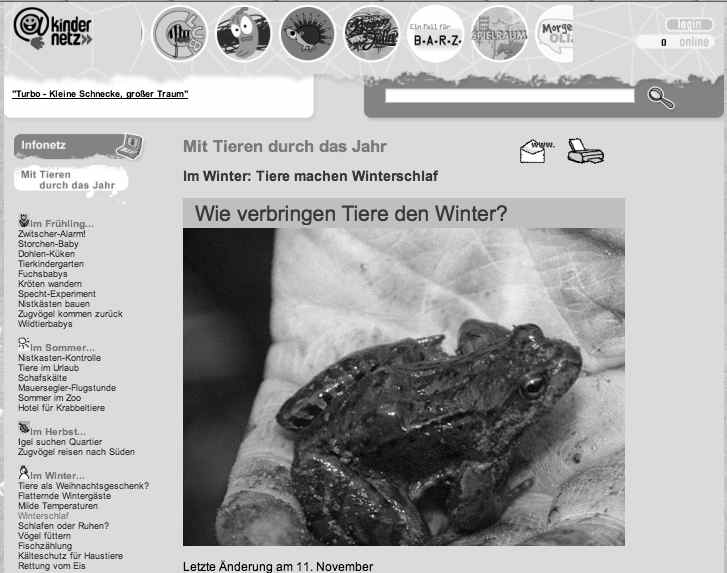 @kinder
netz»
CLUB
Ein Fall für
B.A.R.Z.
SPIELRAUM
login
0 online
"Turbo - Kleine Schnecke, großer Traum"
Infonetz
Mit Tieren
durch das Jahr
Mit Tieren durch das Jahr
www.
Im Winter: Tiere machen Winterschlaf
Wie verbringen Tiere den Winter?
Im Frühling...
Zwitscher-Alarm!
Storchen-Baby
Dohlen-Küken
Tierkindergarten
Fuchsbabys
Kröten wandern
Specht-Experiment
Nistkästen bauen
Zugvögel kommen zurück
Wildtierbabys
Im Sommer...
Nistkasten-Kontrolle
Tiere im Urlaub
Schafskälte
Mauersegler-Flugstunde
Sommer im Zoo
Hotel für Krabbeltiere
Im Herbst...
Igel suchen Quartier
Zugvögel reisen nach Süden
Im Winter...
Tiere als Weihnachtsgeschenk?
Flatternde Wintergäste
Milde Temperaturen
Winterschlaf
Schlafen oder Ruhen?
Vögel füttern
Fischzählung
Kälteschutz für Haustiere
Rettung vom Eis
Letzte Änderung am 11. November